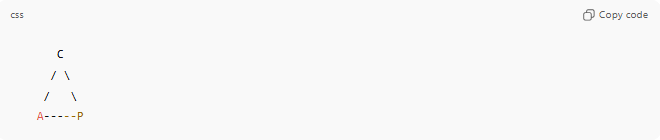 css Copy code
C
/ \
/   \
A-----P